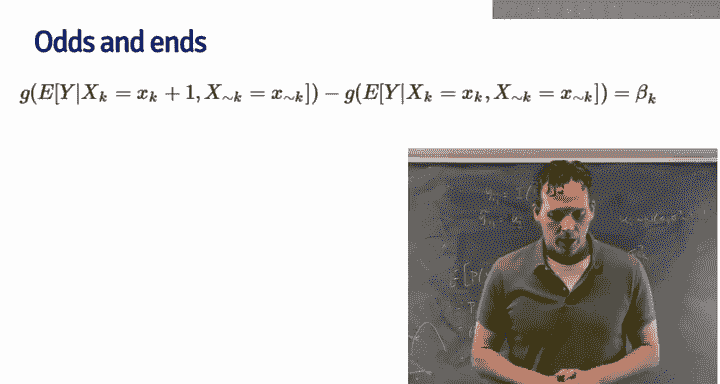 Odds and ends
g(E[Y|X_k = x_k + 1, X_{∼k} = x_{∼k}]) − g(E[Y|X_k = x_k, X_{∼k} = x_{∼k}]) = β_k